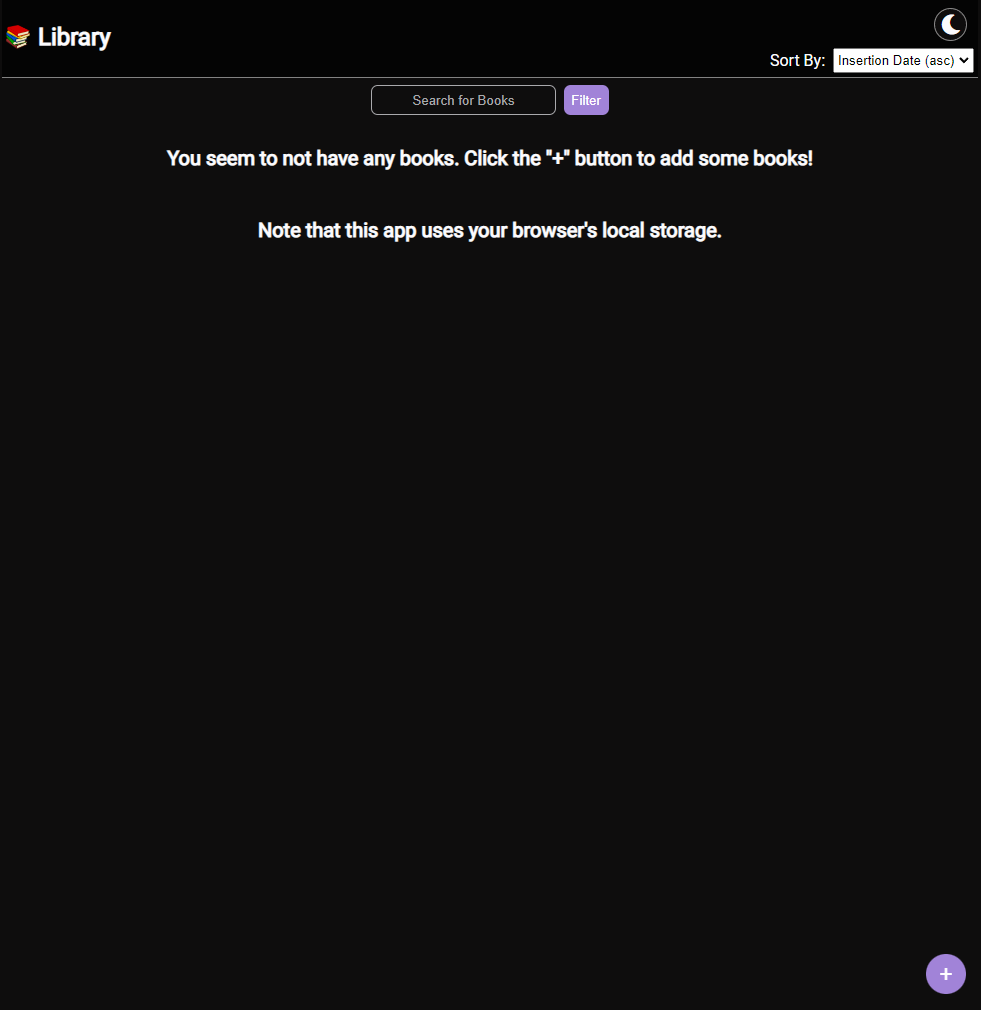 Library
Sort By: Insertion Date (asc)
Search for Books Filter
You seem to not have any books. Click the "+" button to add some books!
Note that this app uses your browser's local storage.
+